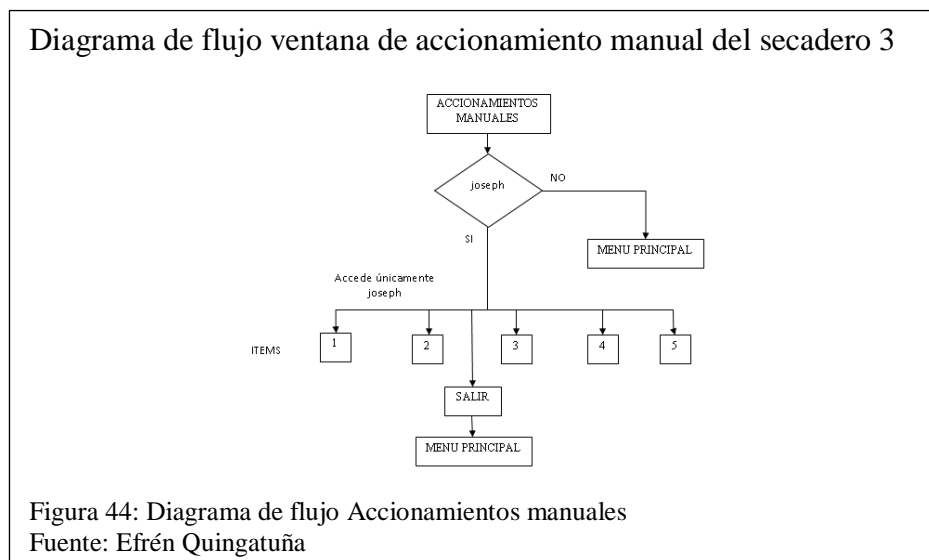 Diagrama de flujo ventana de accionamiento manual del secadero 3
ACCIONAMIENTOS
MANUALES
joseph
NO
SI
MENU PRINCIPAL
Accede únicamente
joseph
ITEMS
1
2
3
4
5
SALIR
MENU PRINCIPAL
Figura 44: Diagrama de flujo Accionamientos manuales
Fuente: Efrén Quingatuña